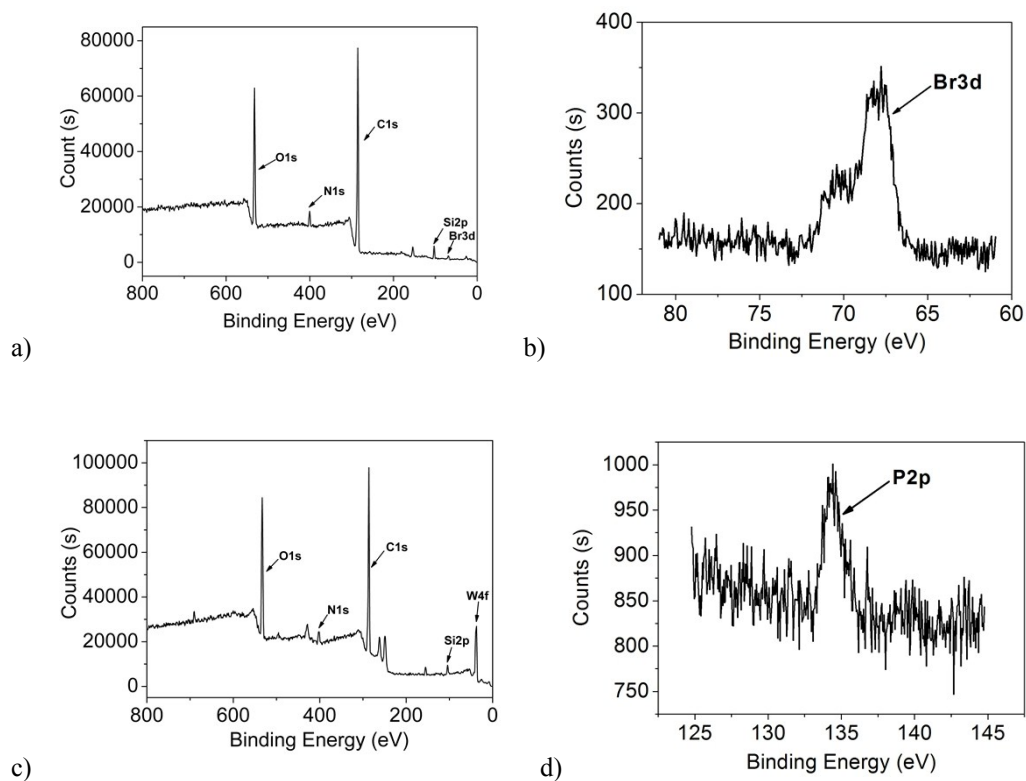 a)
80000
60000
40000
20000
0
Count (s)
O1s
N1s
C1s
Si2p
Br3d
800 600 400 200 0
Binding Energy (eV)
b)
400
300
200
100
Counts (s)
Br3d
80 75 70 65 60
Binding Energy (eV)
c)
100000
80000
60000
40000
20000
0
Counts (s)
O1s
N1s
C1s
W4f
Si2p
800 600 400 200 0
Binding Energy (eV)
d)
1000
950
900
850
800
750
Counts (s)
P2p
125 130 135 140 145
Binding Energy (eV)